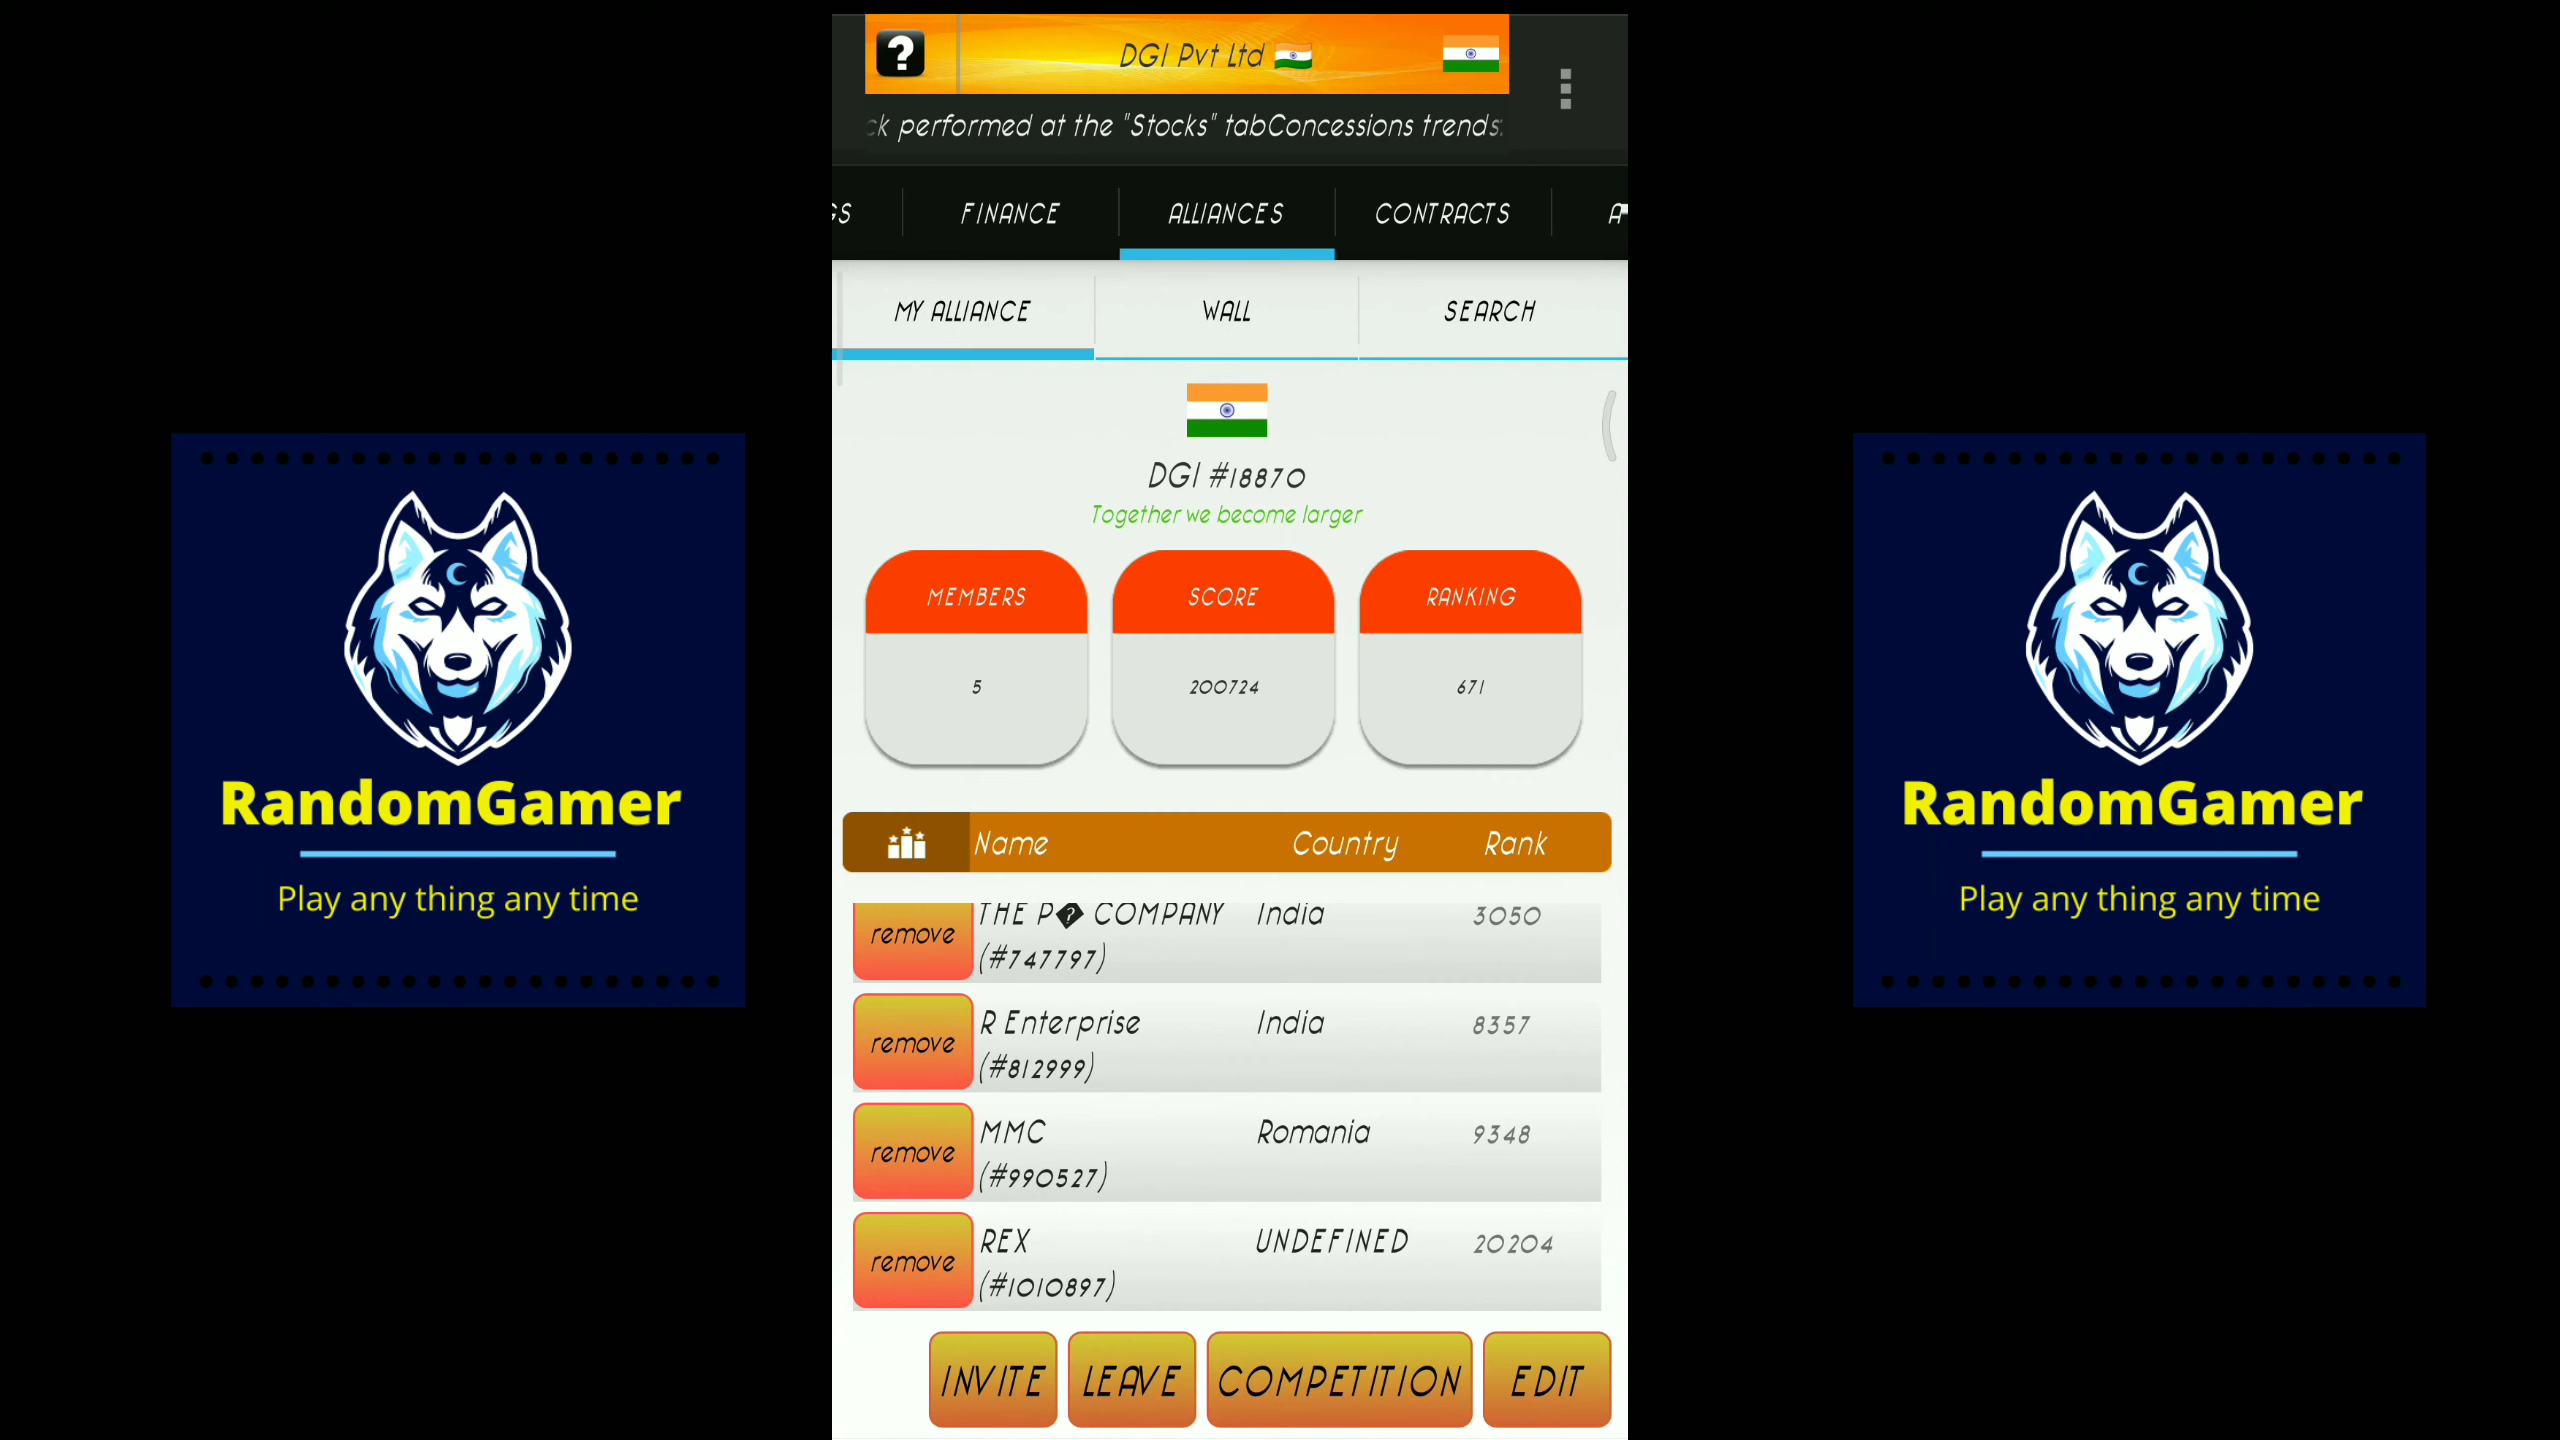 DGI Pvt Ltd
ck performed at the "Stocks" tabConcessions trends:
GS FINANCE ALLIANCES CONTRACTS A
MY ALLIANCE WALL SEARCH
DGI #18870
Together we become larger
MEMBERS SCORE RANKING
5 200724 671
Name Country Rank
remove THE P� COMPANY India 3050
(#747797)
remove R Enterprise India 8357
(#812999)
remove MMC Romania 9348
(#990527)
remove REX UNDEFINED 20204
(#1010897)
INVITE LEAVE COMPETITION EDIT
RandomGamer
Play any thing any time
RandomGamer
Play any thing any time